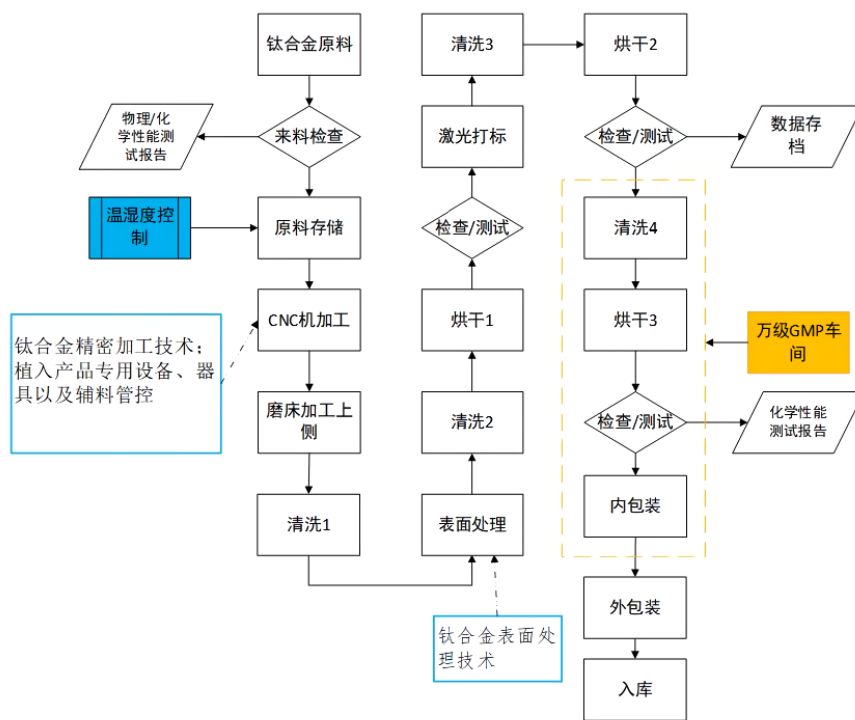 钛合金原料
物理/化
学性能测
试报告
来料检查
温湿度控
制
原料存储
钛合金精密加工技术；
植入产品专用设备、器
具以及辅料管控
CNC机加工
磨床加工上
侧
清洗1
清洗3
激光打标
检查/测试
烘干1
清洗2
表面处理
钛合金表面处
理技术
烘干2
检查/测试
数据存
档
清洗4
烘干3
万级GMP车
间
检查/测试
化学性能
测试报告
内包装
外包装
入库